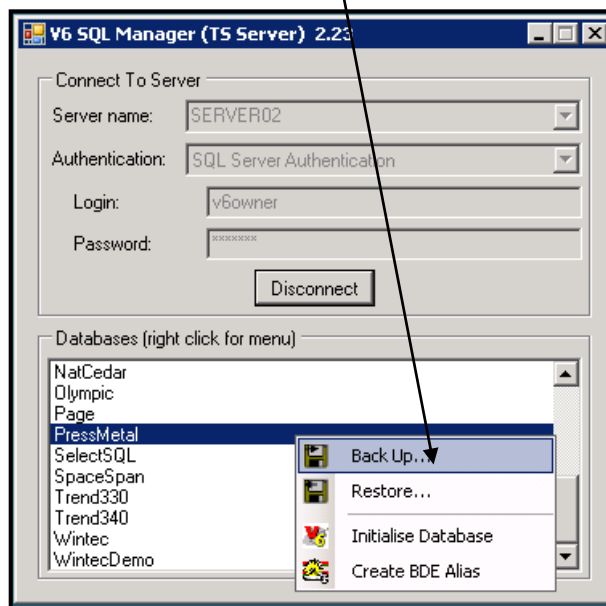 V6 SQL Manager (TS Server) 2.23
Connect To Server
Server name: SERVER02
Authentication: SQL Server Authentication
Login: v6owner
Password: *******
Disconnect
Databases (right click for menu)
NatCedar
Olympic
Page
PressMetal
SelectSQL
SpaceSpan
Trend330
Trend340
Wintec
WintecDemo
Back Up...
Restore...
Initialise Database
Create BDE Alias